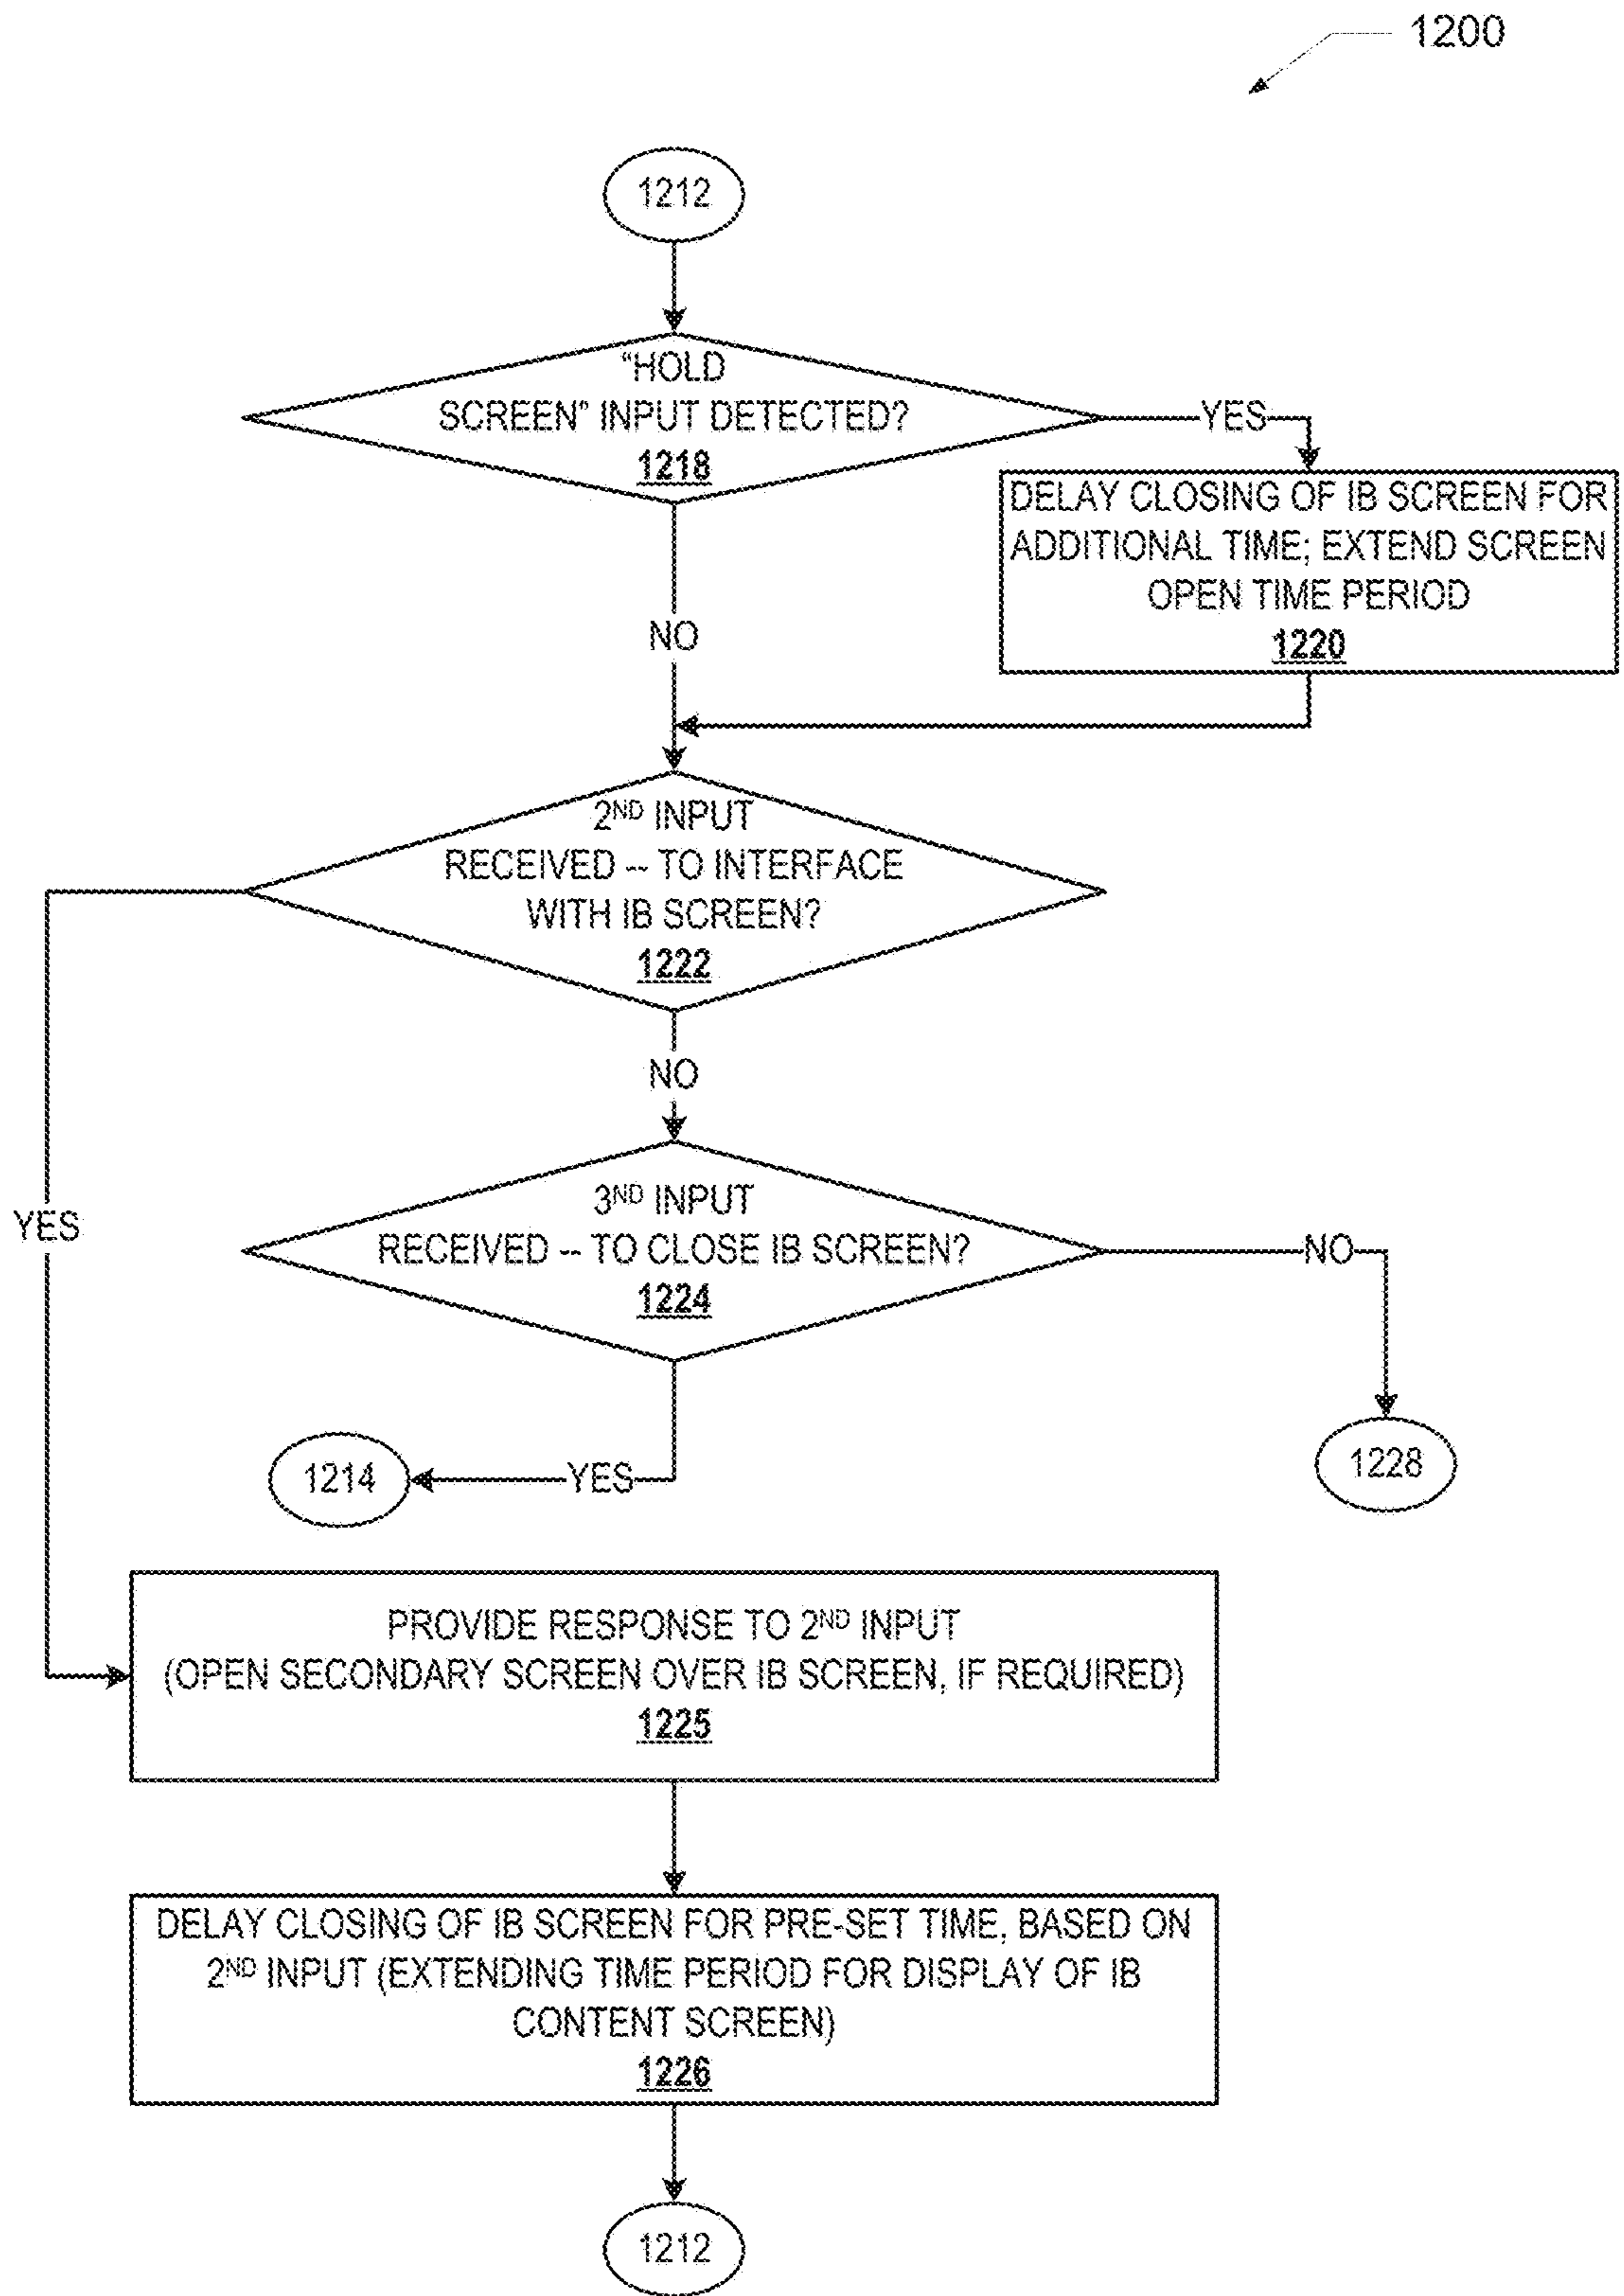 1200
1212
“HOLD
SCREEN” INPUT DETECTED?
1218
YES
DELAY CLOSING OF IB SCREEN FOR
ADDITIONAL TIME; EXTEND SCREEN
OPEN TIME PERIOD
1220
NO
2ND INPUT
RECEIVED -- TO INTERFACE
WITH IB SCREEN?
1222
NO
YES
3ND INPUT
RECEIVED -- TO CLOSE IB SCREEN?
1224
NO
1214
YES
1228
PROVIDE RESPONSE TO 2ND INPUT
(OPEN SECONDARY SCREEN OVER IB SCREEN, IF REQUIRED)
1225
DELAY CLOSING OF IB SCREEN FOR PRE-SET TIME, BASED ON
2ND INPUT (EXTENDING TIME PERIOD FOR DISPLAY OF IB
CONTENT SCREEN)
1226
1212